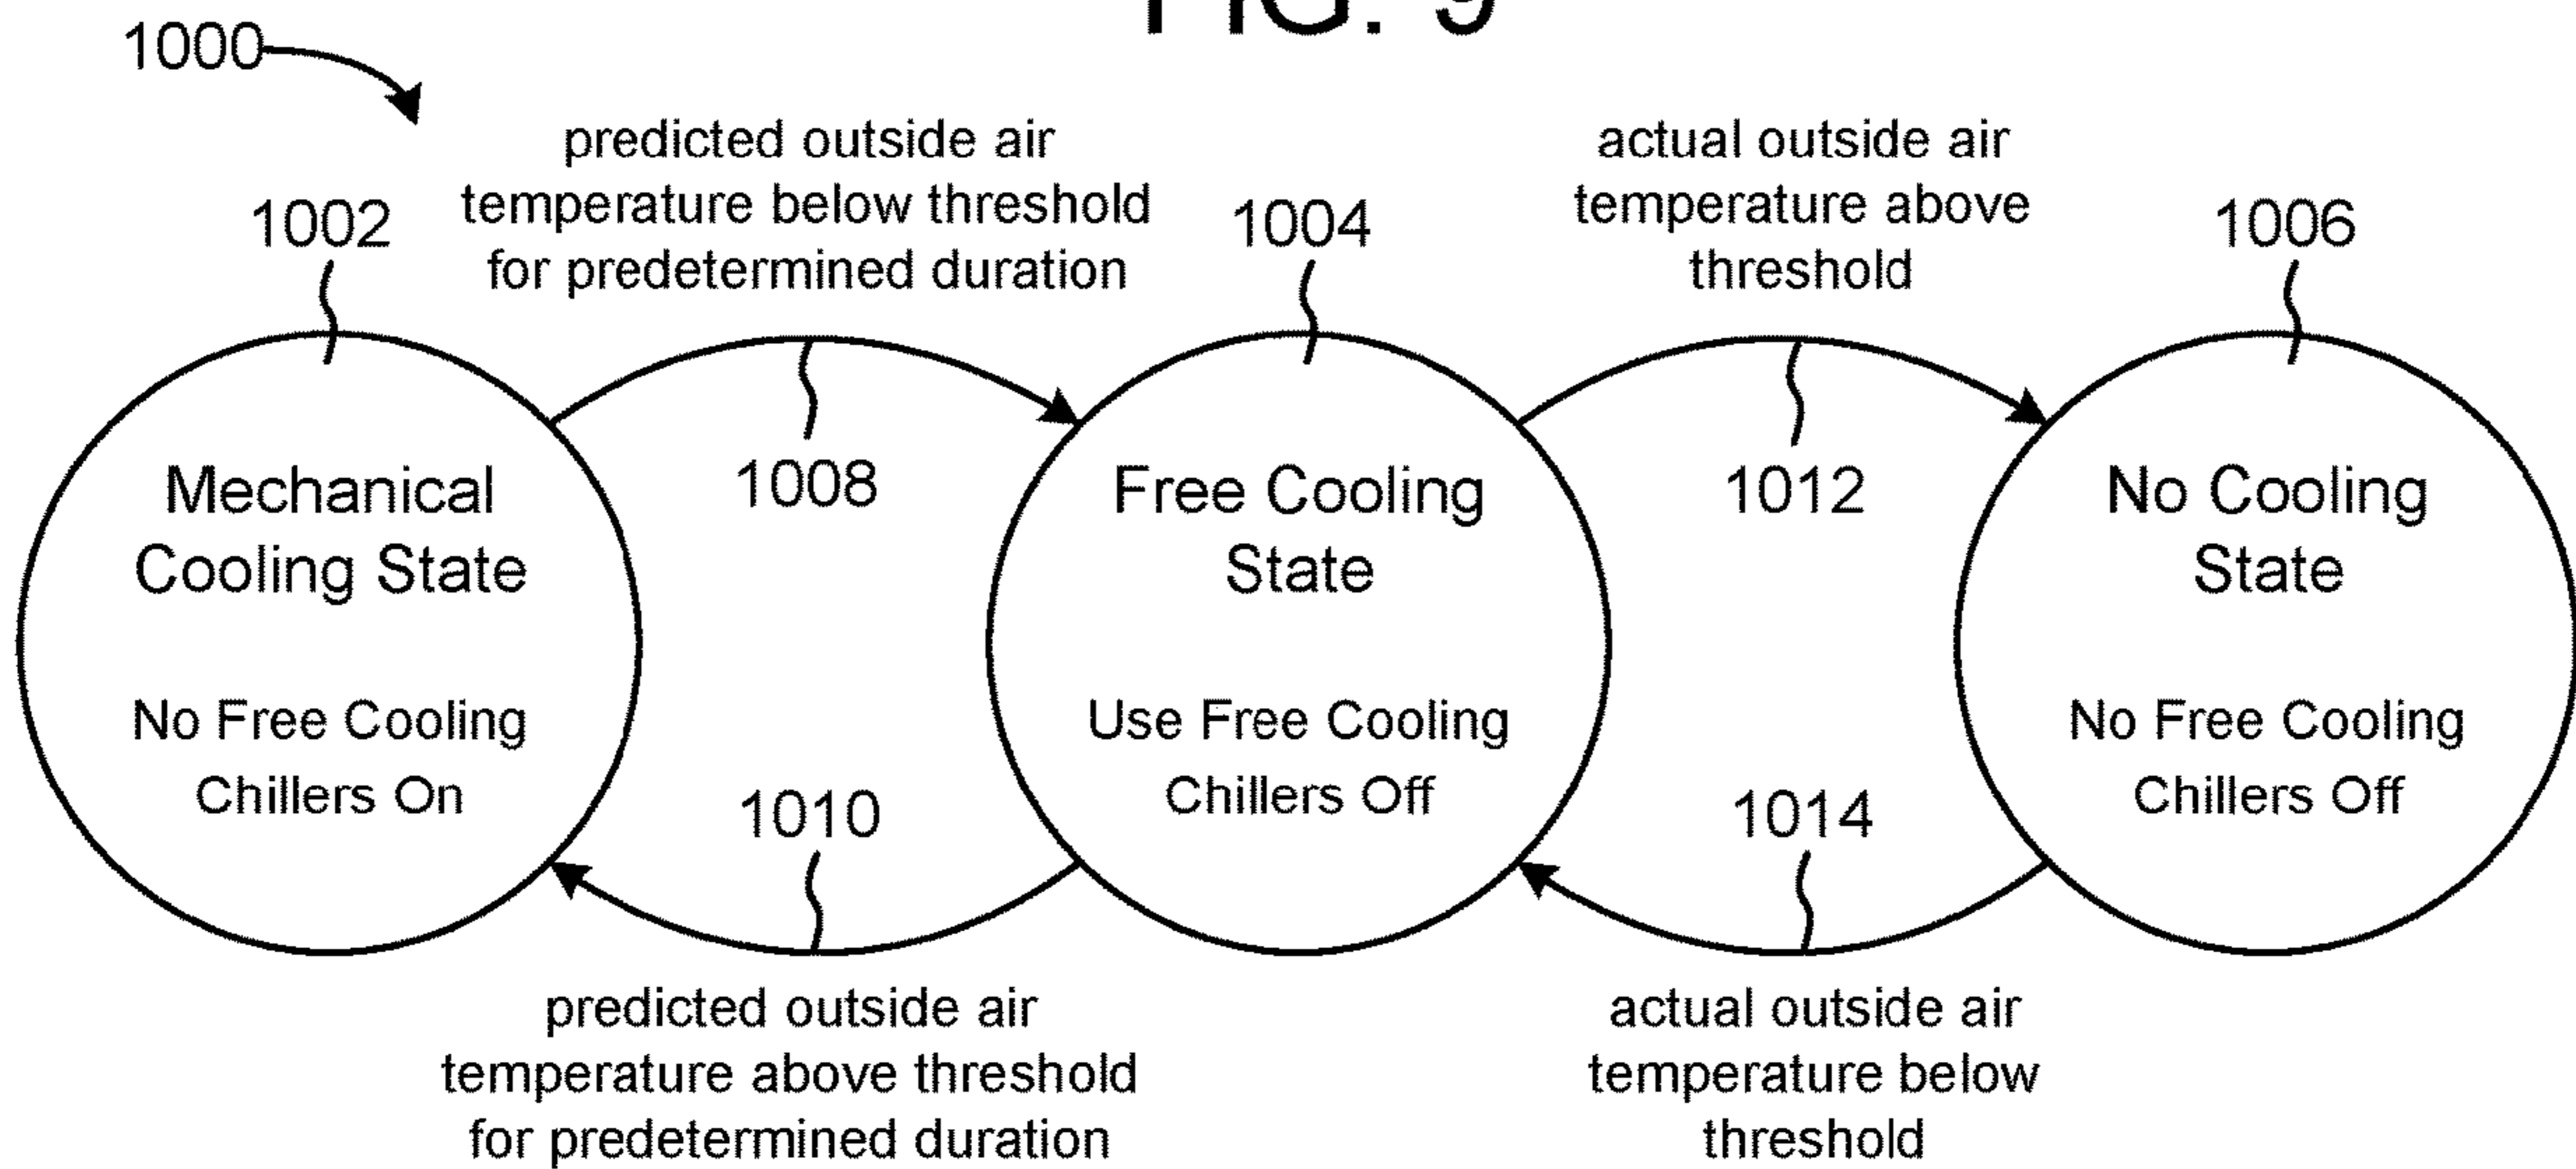 FIG. 9
1000
predicted outside air
temperature below threshold
for predetermined duration
actual outside air
temperature above
threshold
1002
1004
1006
1008
1012
Mechanical
Cooling State
No Free Cooling
Chillers On
Free Cooling
State
Use Free Cooling
Chillers Off
No Cooling
State
No Free Cooling
Chillers Off
1010
1014
predicted outside air
temperature above threshold
for predetermined duration
actual outside air
temperature below
threshold